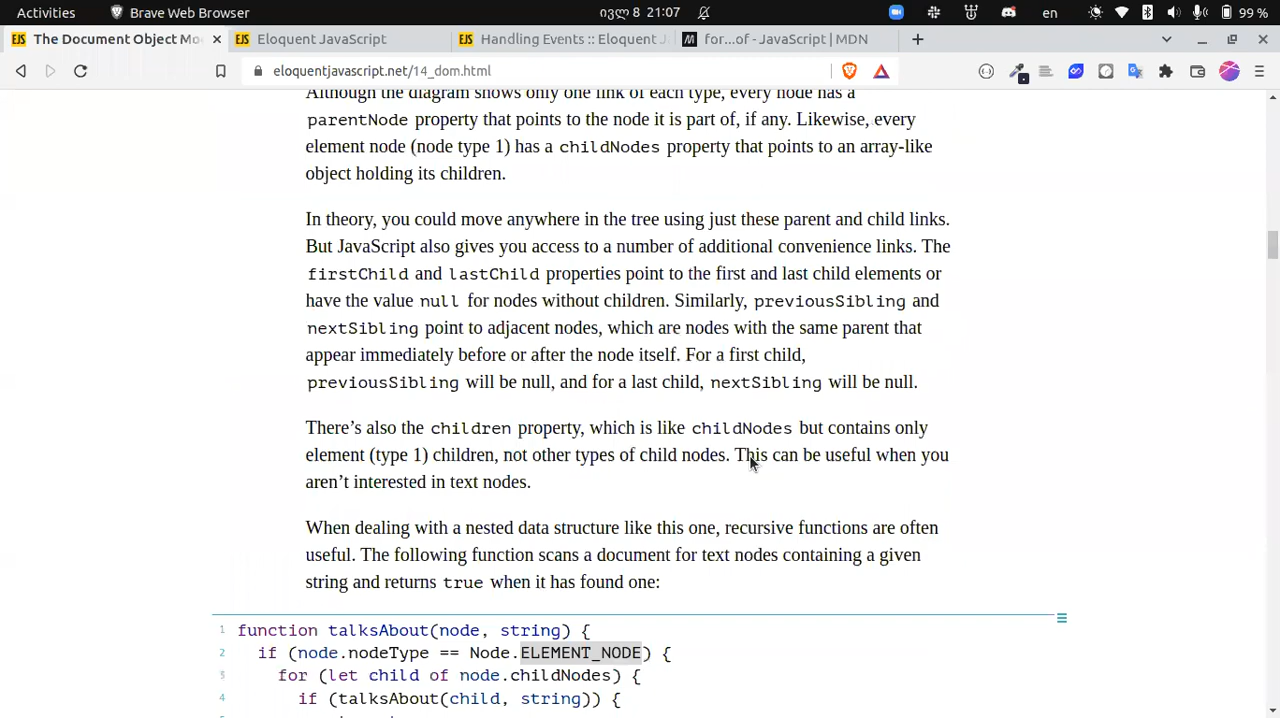 Activities
Brave Web Browser
ივლ 8 21:07
en
99 %
The Document Object Mo
Eloquent JavaScript
Handling Events :: Eloquent J
for...of - JavaScript | MDN
eloquentjavascript.net/14_dom.html
Although the diagram shows only one link of each type, every node has a
parentNode property that points to the node it is part of, if any. Likewise, every
element node (node type 1) has a childNodes property that points to an array-like
object holding its children.
In theory, you could move anywhere in the tree using just these parent and child links.
But JavaScript also gives you access to a number of additional convenience links. The
firstChild and lastChild properties point to the first and last child elements or
have the value null for nodes without children. Similarly, previousSibling and
nextSibling point to adjacent nodes, which are nodes with the same parent that
appear immediately before or after the node itself. For a first child,
previousSibling will be null, and for a last child, nextSibling will be null.
There’s also the children property, which is like childNodes but contains only
element (type 1) children, not other types of child nodes. This can be useful when you
aren’t interested in text nodes.
When dealing with a nested data structure like this one, recursive functions are often
useful. The following function scans a document for text nodes containing a given
string and returns true when it has found one:
1 function talksAbout(node, string) {
2 if (node.nodeType == Node.ELEMENT_NODE) {
3 for (let child of node.childNodes) {
4 if (talksAbout(child, string)) {